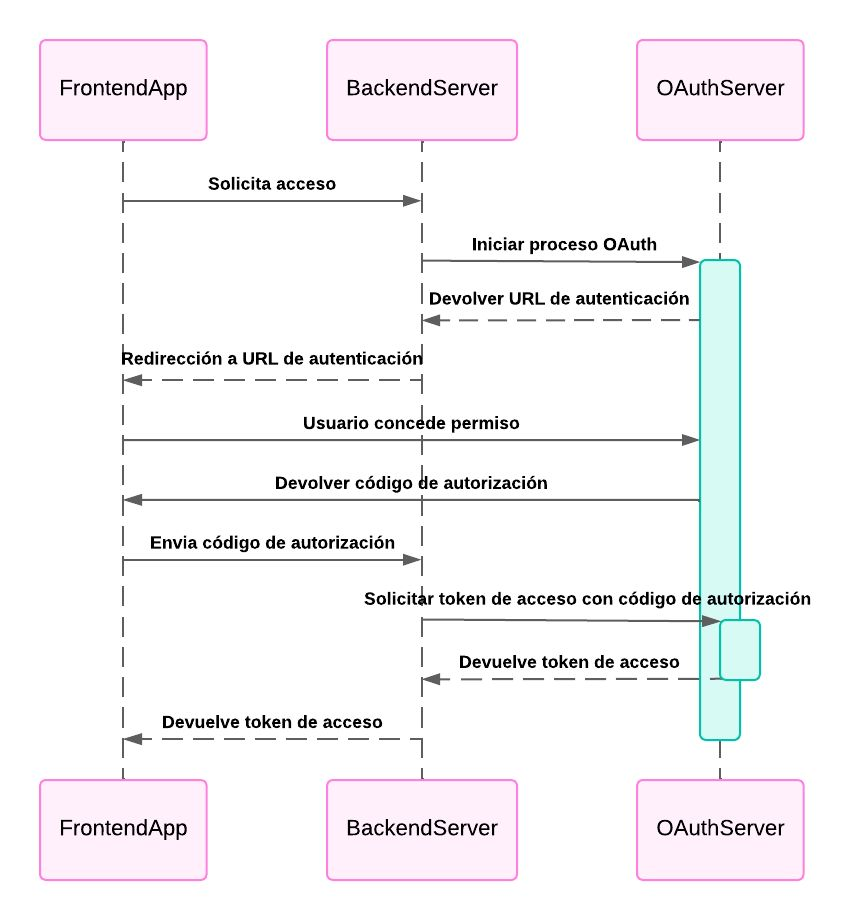 FrontendApp
BackendServer
OAuthServer
Solicita acceso
Iniciar proceso OAuth
Devolver URL de autenticación
Redirección a URL de autenticación
Usuario concede permiso
Devolver código de autorización
Envia código de autorización
Solicitar token de acceso con código de autorización
Devuelve token de acceso
Devuelve token de acceso
FrontendApp
BackendServer
OAuthServer